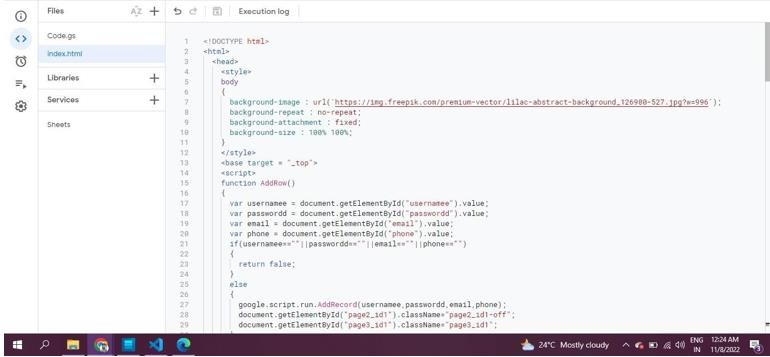 Files
Execution log
Code.gs
index.html
Libraries
Services
Sheets
1 <!DOCTYPE html>
2 <html>
3 <head>
4 <style>
5 body
6 {
7 background-image : url('https://img.freepik.com/premium-vector/lilac-abstract-background_126980-527.jpg?w=996');
8 background-repeat : no-repeat;
9 background-attachment : fixed;
10 background-size : 100% 100%;
11 }
12 </style>
13 <base target = "_top">
14 <script>
15 function AddRow()
16 {
17 var usernamee = document.getElementById("usernamee").value;
18 var passwordd = document.getElementById("passwordd").value;
19 var email = document.getElementById("email").value;
20 var phone = document.getElementById("phone").value;
21 if(usernamee==""||passwordd==""||email==""||phone=="")
22 {
23 return false;
24 }
25 else
26 {
27 google.script.run.AddRecord(usernamee,passwordd,email,phone);
28 document.getElementById("page2_id1").className="page2_id1-off";
29 document.getElementById("page3_id1").className="page3_id1";
24°C Mostly cloudy
ENG
IN
12:24 AM
11/8/2022
3